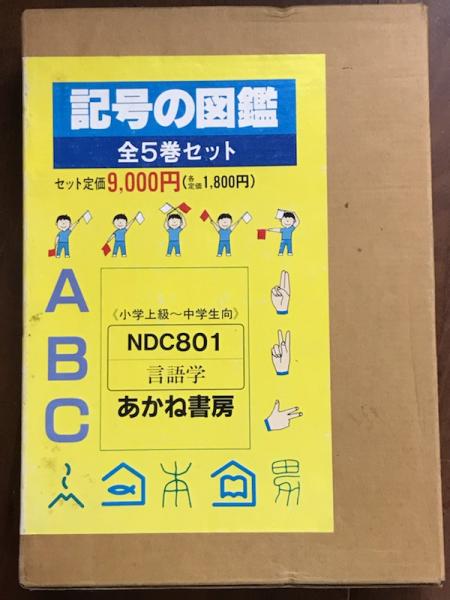 記号の図鑑
全5巻セット
セット定価9,000円(各定価1,800円)
A
B
C
《小学上級~中学生向》
NDC801
言語学
あかね書房